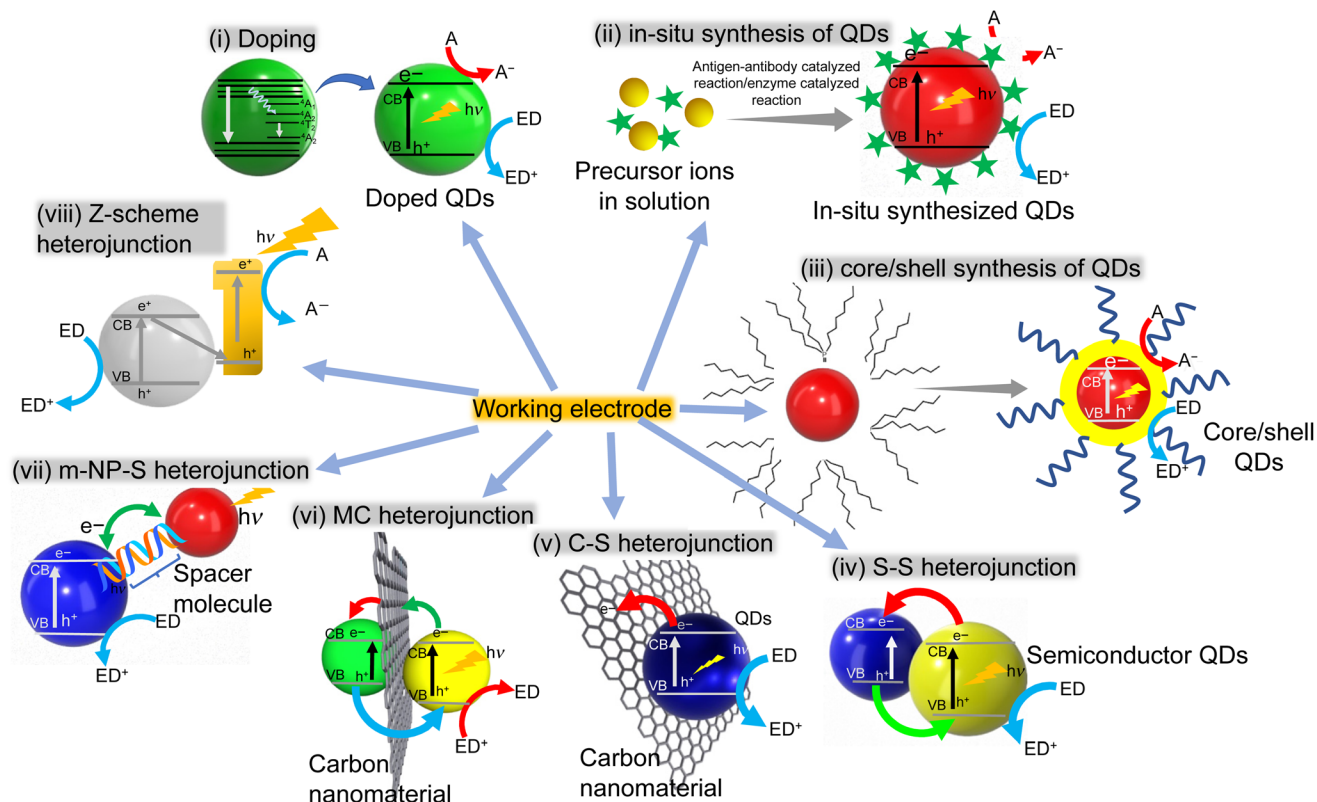 (i) Doping
⁴A₁
⁴A₂
⁴T₂
⁴A₂
A
A⁻
e−
CB
hν
VB
h⁺
ED
ED⁺
Doped QDs
(ii) in-situ synthesis of QDs
Antigen-antibody catalyzed
reaction/enzyme catalyzed
reaction
Precursor ions
in solution
A
A⁻
e−
CB
hν
VB
h⁺
ED
ED⁺
In-situ synthesized QDs
(iii) core/shell synthesis of QDs
P
A
A⁻
e−
CB
VB
h⁺
ED
ED⁺
Core/shell
QDs
(viii) Z-scheme
heterojunction
hν
A
A⁻
e⁺
h⁺
e⁺
CB
VB
h⁺
ED
ED⁺
Working electrode
(vii) m-NP-S heterojunction
e−
hν
e−
CB
hν
VB
h⁺
Spacer
molecule
ED
ED⁺
(vi) MC heterojunction
CB
e−
VB
h⁺
e−
CB
hν
VB
h⁺
ED
ED⁺
Carbon
nanomaterial
(v) C-S heterojunction
e−
QDs
e−
CB
hν
VB
h⁺
ED
ED⁺
Carbon
nanomaterial
(iv) S-S heterojunction
CB
e−
VB
h⁺
e−
CB
hν
VB
h⁺
Semiconductor QDs
ED
ED⁺